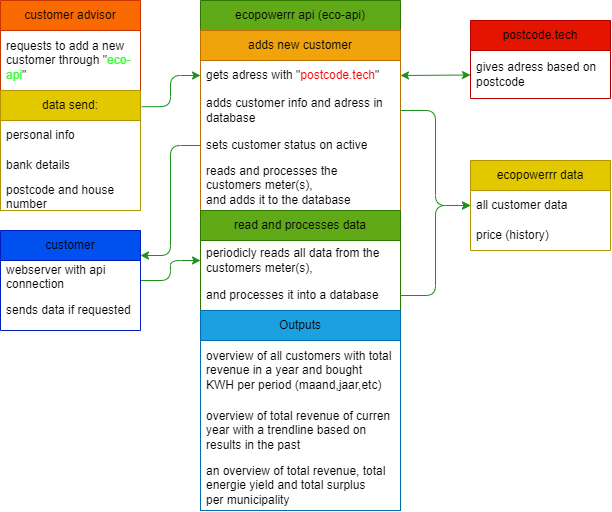 customer advisor
requests to add a new
customer through "eco-
api"
data send:
personal info
bank details
postcode and house
number
customer
webserver with api
connection
sends data if requested
ecopowerrr api (eco-api)
adds new customer
gets adress with "postcode.tech"
adds customer info and adress in
database
sets customer status on active
reads and processes the
customers meter(s),
and adds it to the database
read and processes data
periodicly reads all data from the
customers meter(s),
and processes it into a database
Outputs
overview of all customers with total
revenue in a year and bought
KWH per period (maand,jaar,etc)
overview of total revenue of curren
year with a trendline based on
results in the past
an overview of total revenue, total
energie yield and total surplus
per municipality
postcode.tech
gives adress based on
postcode
ecopowerrr data
all customer data
price (history)